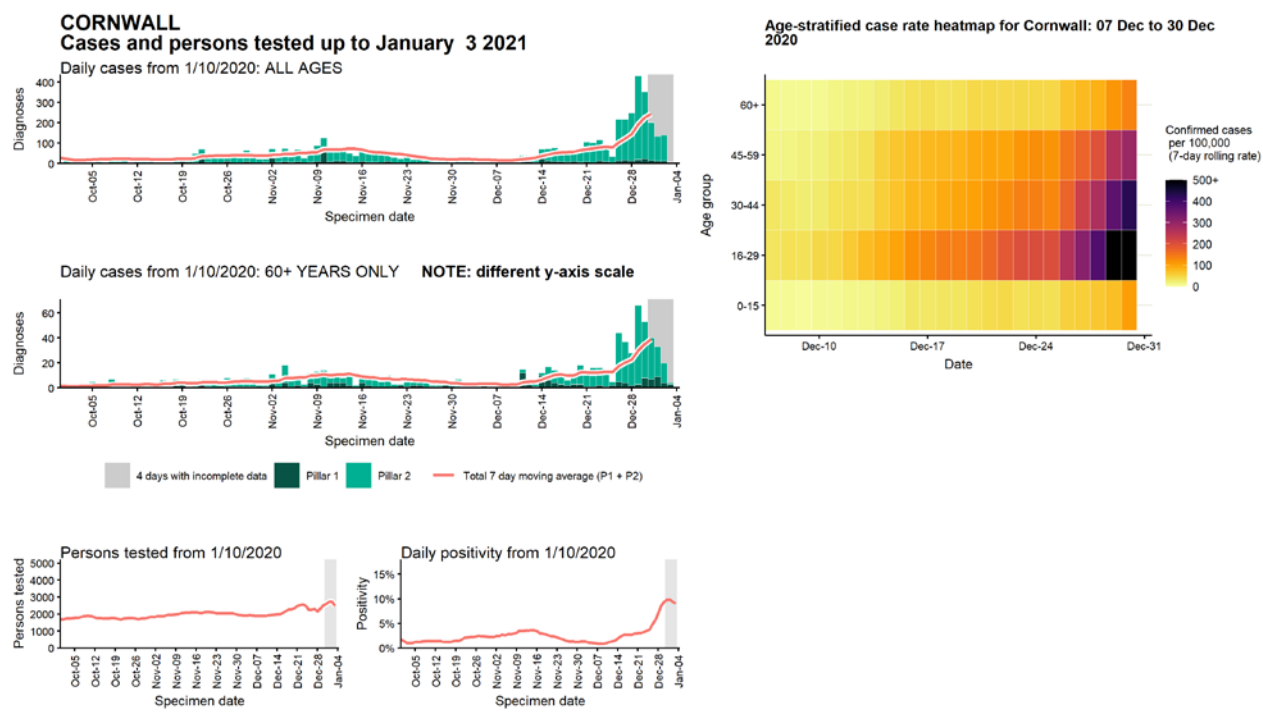 CORNWALL
Cases and persons tested up to January 3 2021
Daily cases from 1/10/2020: ALL AGES
Diagnoses
400
300
200
100
0
Oct-05
Oct-12
Oct-19
Oct-26
Nov-02
Nov-09
Nov-16
Nov-23
Nov-30
Dec-07
Dec-14
Dec-21
Dec-28
Jan-04
Specimen date
Daily cases from 1/10/2020: 60+ YEARS ONLY NOTE: different y-axis scale
Diagnoses
60
40
20
0
Oct-05
Oct-12
Oct-19
Oct-26
Nov-02
Nov-09
Nov-16
Nov-23
Nov-30
Dec-07
Dec-14
Dec-21
Dec-28
Jan-04
Specimen date
4 days with incomplete data Pillar 1 Pillar 2 Total 7 day moving average (P1 + P2)
Persons tested from 1/10/2020
Persons tested
5000
4000
3000
2000
1000
0
Oct-05
Oct-12
Oct-19
Oct-26
Nov-02
Nov-09
Nov-16
Nov-23
Nov-30
Dec-07
Dec-14
Dec-21
Dec-28
Jan-04
Specimen date
Daily positivity from 1/10/2020
Positivity
15%
10%
5%
0%
Oct-05
Oct-12
Oct-19
Oct-26
Nov-02
Nov-09
Nov-16
Nov-23
Nov-30
Dec-07
Dec-14
Dec-21
Dec-28
Jan-04
Specimen date
Age-stratified case rate heatmap for Cornwall: 07 Dec to 30 Dec
2020
Age group
60+
45-59
30-44
16-29
0-15
Dec-10
Dec-17
Dec-24
Dec-31
Date
Confirmed cases
per 100,000
(7-day rolling rate)
500+
400
300
200
100
0